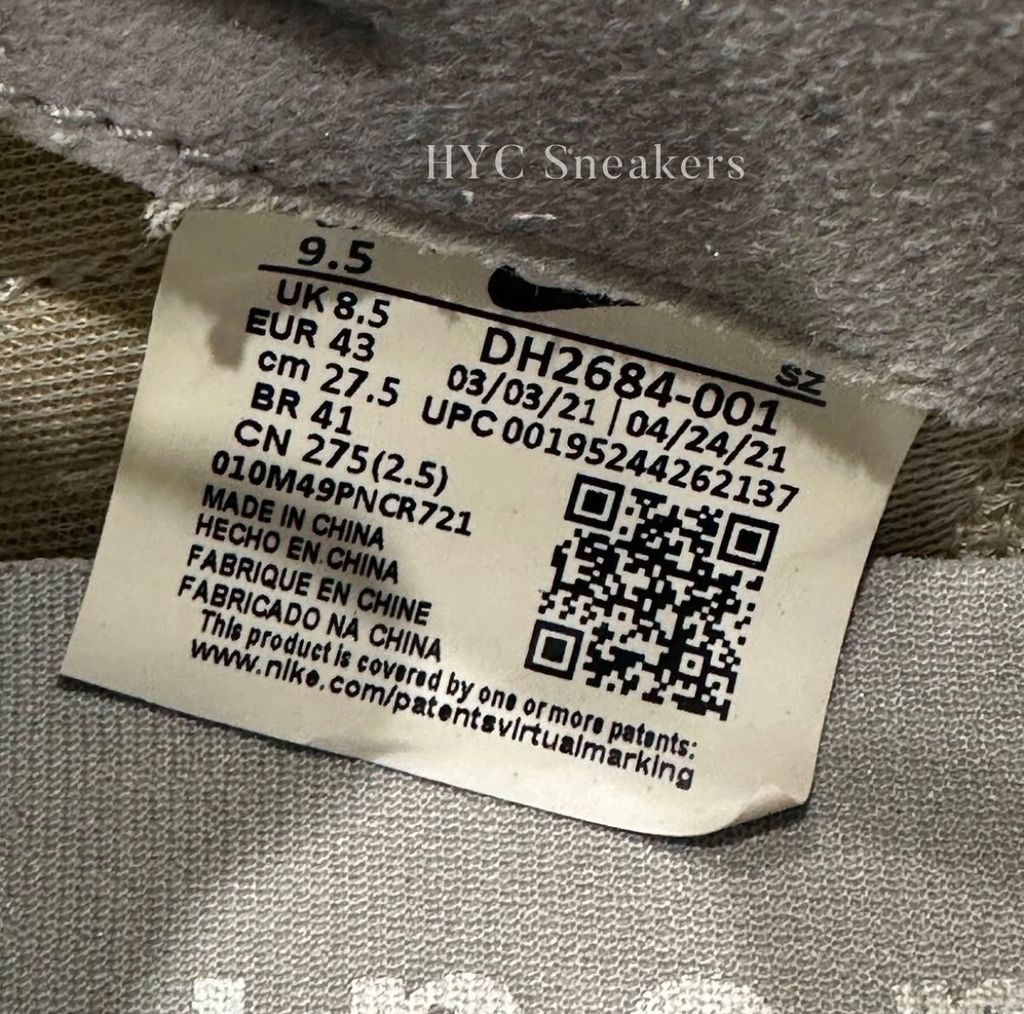 HYC Sneakers
9.5
UK 8.5
EUR 43
cm 27.5
BR 41
CN 275(2.5)
010M49PNCR721
SZ
DH2684-001
03/03/21 | 04/24/21
UPC 00195244262137
MADE IN CHINA
HECHO EN CHINA
FABRIQUE EN CHINE
FABRICADO NA CHINA
This product is covered by one or more patents:
www.nike.com/patentsvirtualmarking